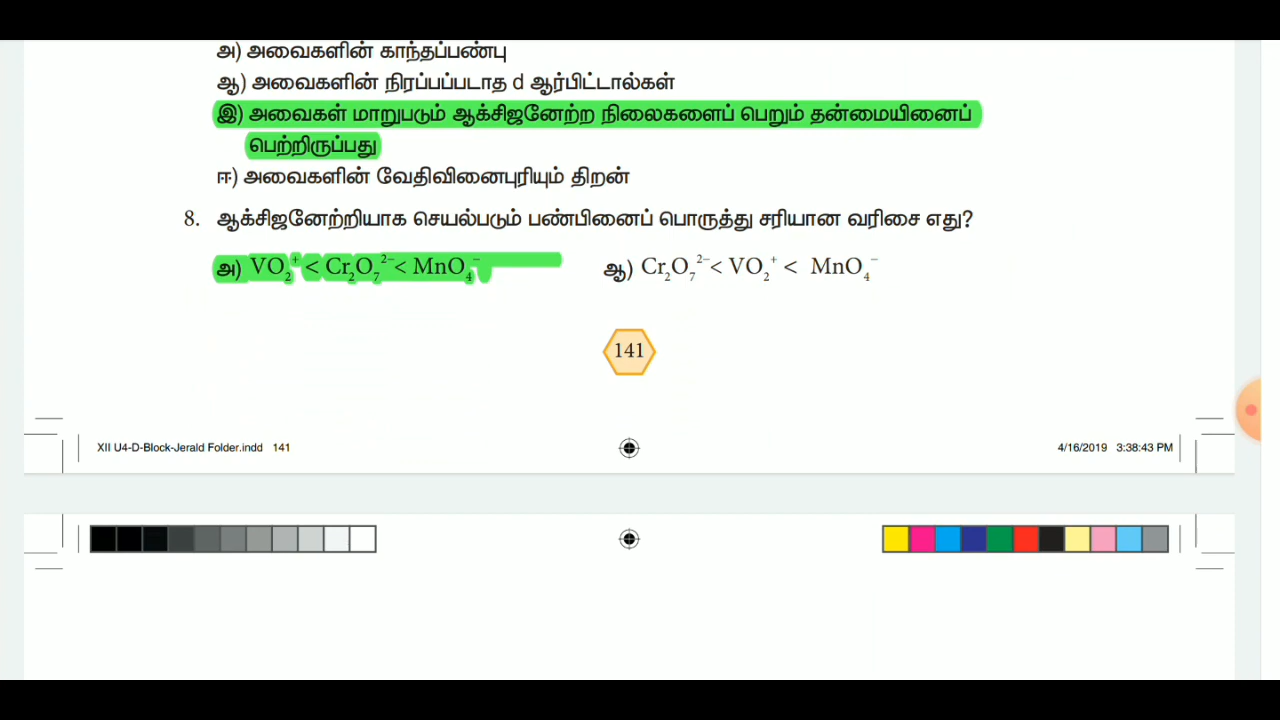 அ) அவைகளின் காந்தப்பண்பு
ஆ) அவைகளின் நிரப்பப்படாத d ஆர்பிட்டால்கள்
இ) அவைகள் மாறுபடும் ஆக்சிஜனேற்ற நிலைகளைப் பெறும் தன்மையினைப்
பெற்றிருப்பது
ஈ) அவைகளின் வேதிவினைபுரியும் திறன்
8. ஆக்சிஜனேற்றியாக செயல்படும் பண்பினைப் பொருத்து சரியான வரிசை எது?
அ) VO₂⁺ < Cr₂O₇²⁻ < MnO₄⁻ ஆ) Cr₂O₇²⁻ < VO₂⁺ < MnO₄⁻
141
XII U4-D-Block-Jerald Folder.indd 141 4/16/2019 3:38:43 PM